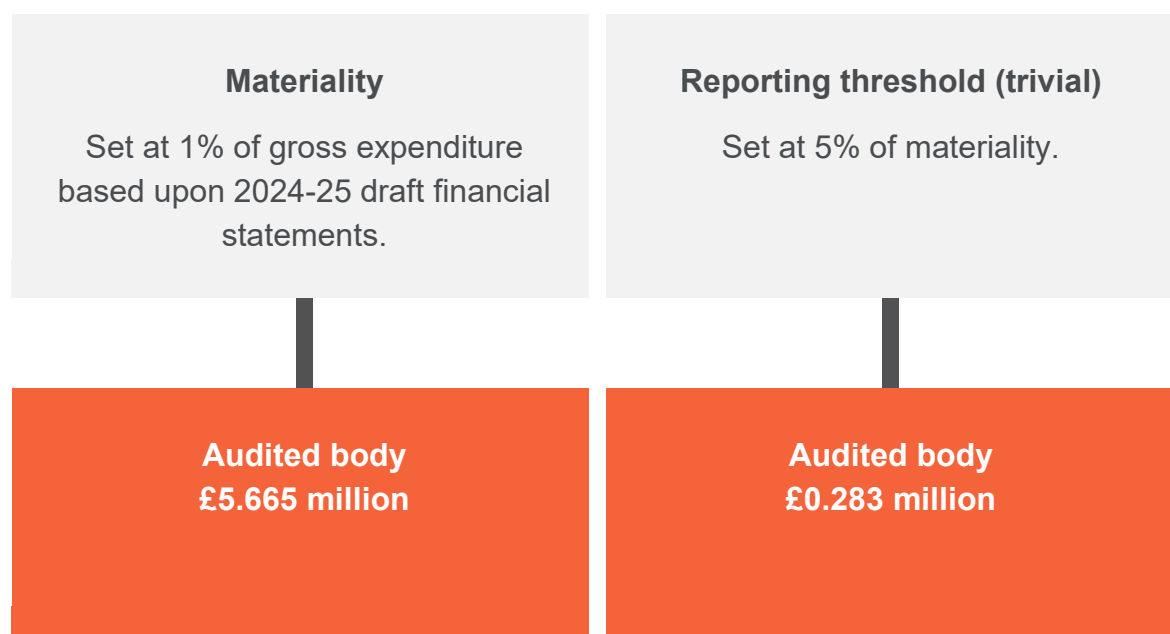 Materiality
Set at 1% of gross expenditure
based upon 2024-25 draft financial
statements.
Audited body
£5.665 million
Reporting threshold (trivial)
Set at 5% of materiality.
Audited body
£0.283 million